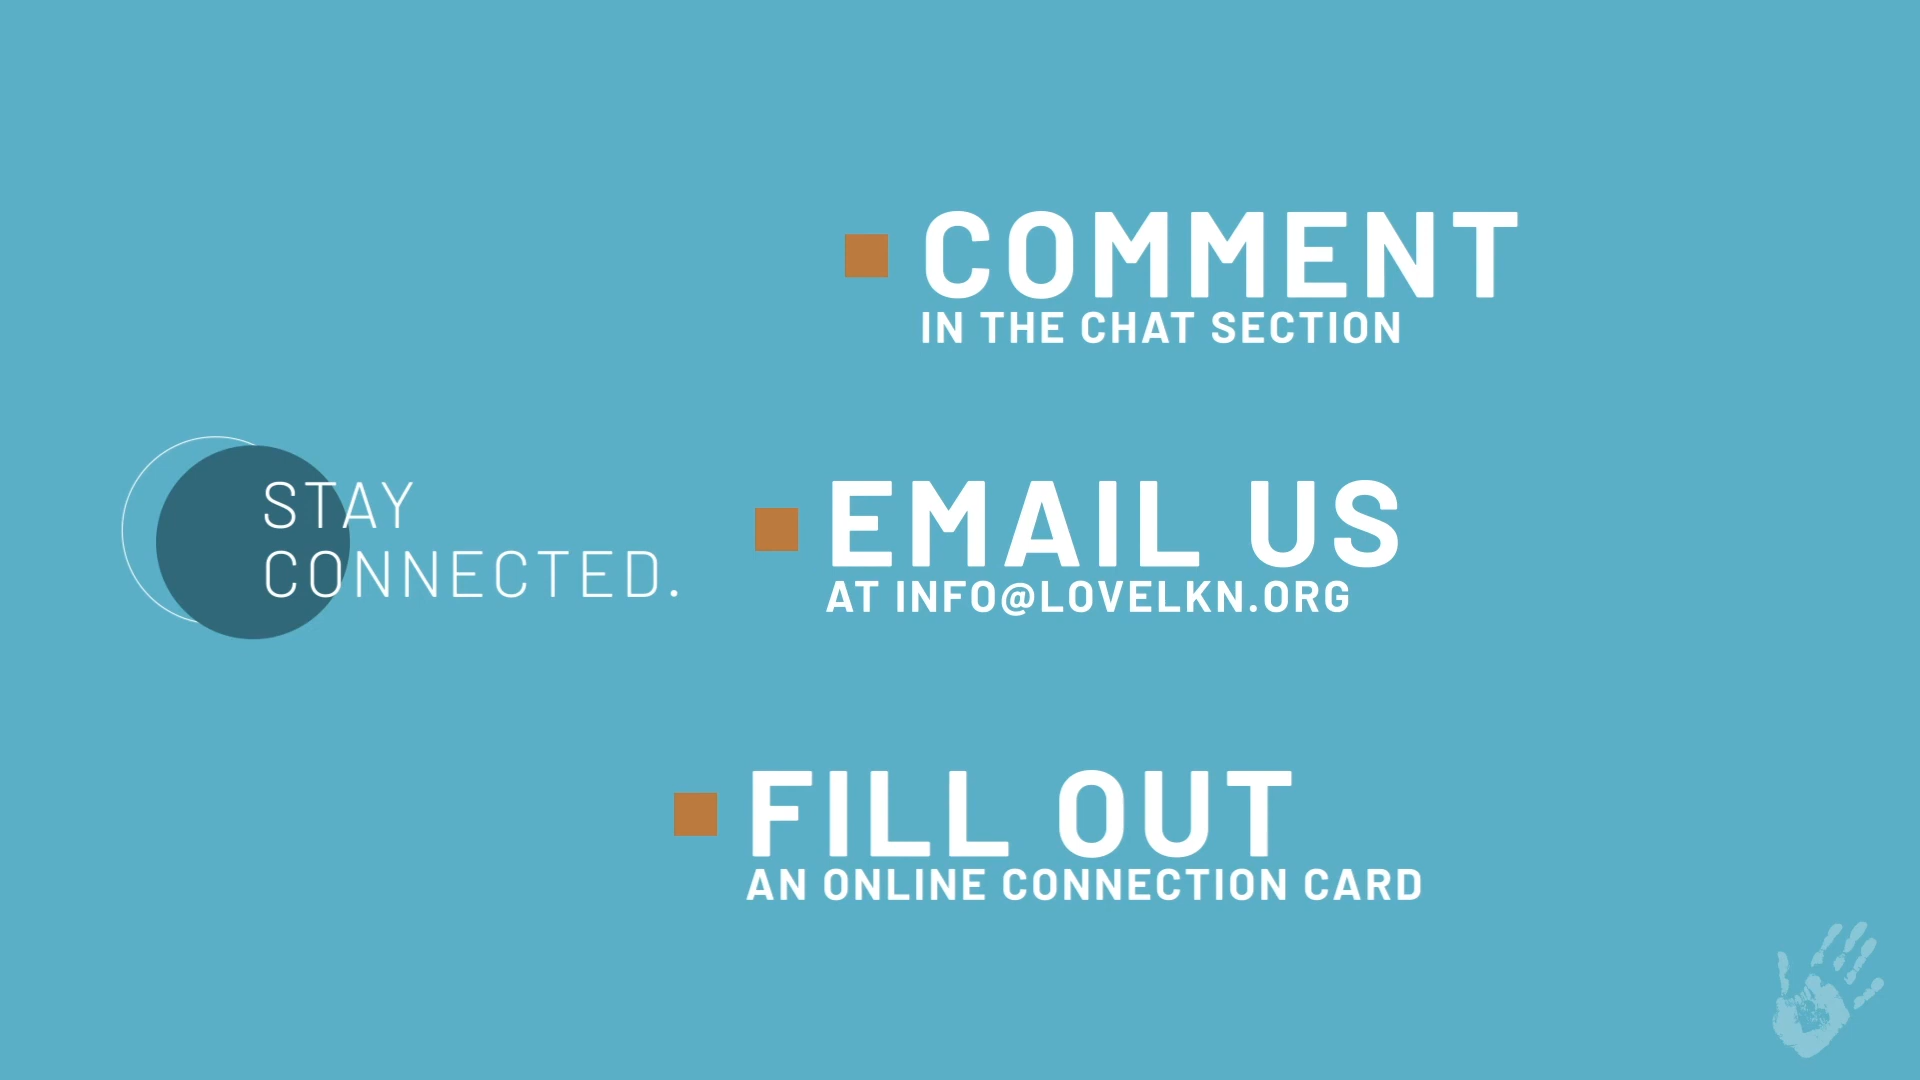 STAY
CONNECTED.
COMMENT
IN THE CHAT SECTION
EMAIL US
AT INFO@LOVELKN.ORG
FILL OUT
AN ONLINE CONNECTION CARD